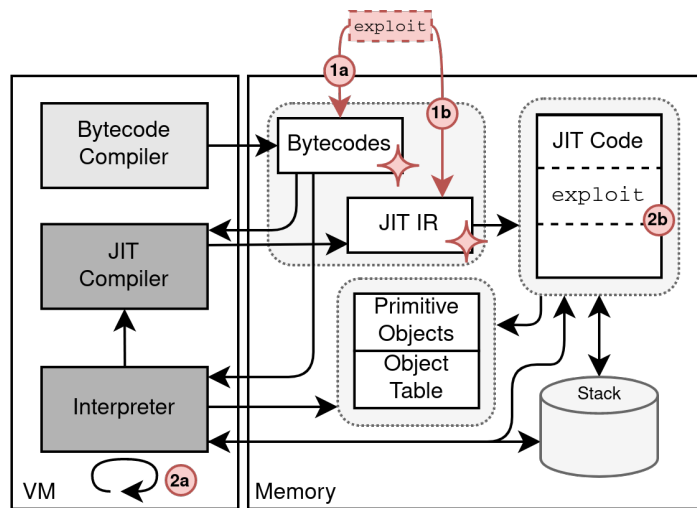 exploit
1a
1b
Bytecode
Compiler
Bytecodes
JIT Code
exploit
2b
JIT IR
JIT
Compiler
Primitive
Objects
Object
Table
Interpreter
Stack
2a
VM
Memory